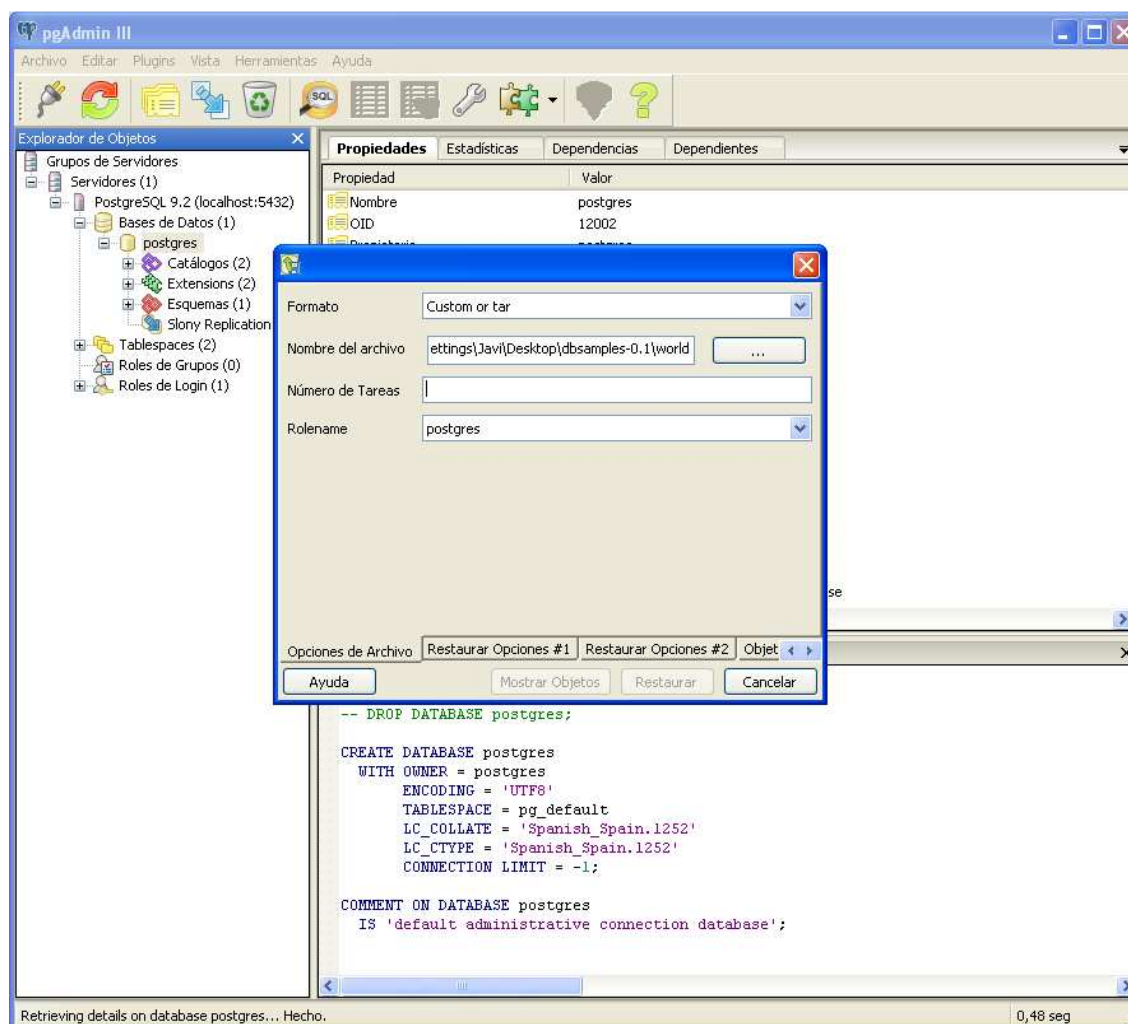 pgAdmin III
Archivo Editar Plugins Vista Herramientas Ayuda
SQL
Explorador de Objetos
Grupos de Servidores
Servidores (1)
PostgreSQL 9.2 (localhost:5432)
Bases de Datos (1)
postgres
Catálogos (2)
Extensions (2)
Esquemas (1)
Slony Replication
Tablespaces (2)
Roles de Grupos (0)
Roles de Login (1)
Propiedades Estadísticas Dependencias Dependientes
Propiedad Valor
Nombre postgres
OID 12002
Formato Custom or tar
Nombre del archivo ettings\Javi\Desktop\dbsamples-0.1\world ...
Número de Tareas
Rolename postgres
se
Opciones de Archivo Restaurar Opciones #1 Restaurar Opciones #2 Objet
Ayuda Mostrar Objetos Restaurar Cancelar
-- DROP DATABASE postgres;
CREATE DATABASE postgres
WITH OWNER = postgres
ENCODING = 'UTF8'
TABLESPACE = pg_default
LC_COLLATE = 'Spanish_Spain.1252'
LC_CTYPE = 'Spanish_Spain.1252'
CONNECTION LIMIT = -1;
COMMENT ON DATABASE postgres
IS 'default administrative connection database';
Retrieving details on database postgres... Hecho. 0,48 seg